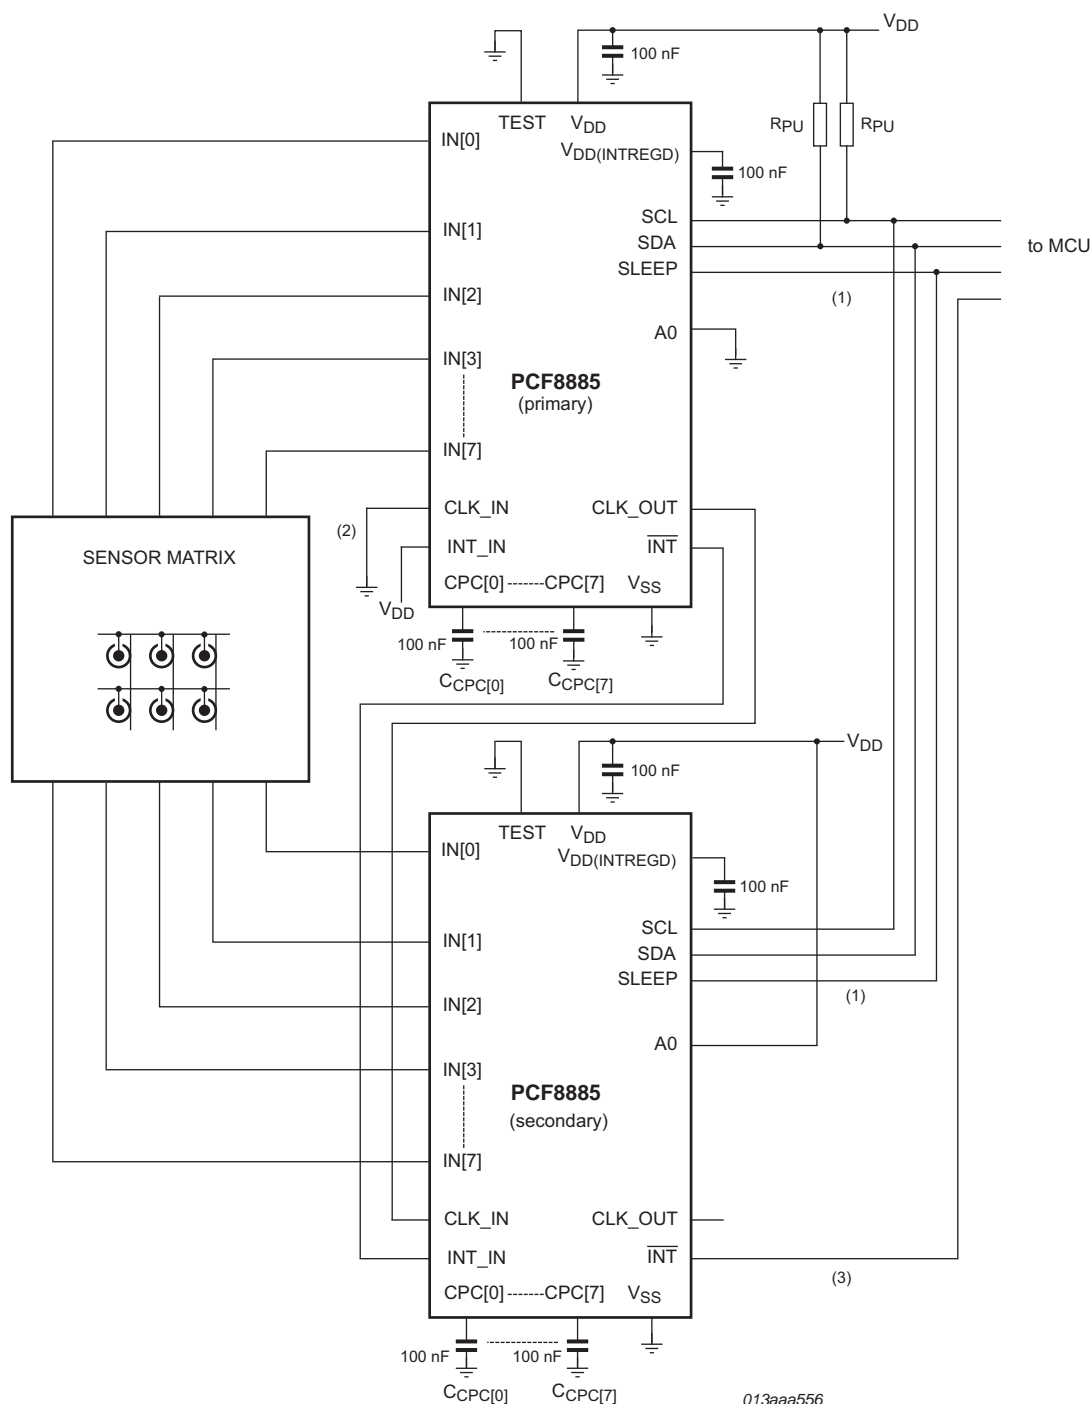 VDD
100 nF
RPU
RPU
TEST
VDD
VDD(INTREGD)
100 nF
IN[0]
SCL
IN[1]
SDA
to MCU
SLEEP
IN[2]
(1)
A0
IN[3]
PCF8885
(primary)
IN[7]
CLK_IN
CLK_OUT
(2)
INT_IN
INT
SENSOR MATRIX
CPC[0]
CPC[7]
VSS
VDD
100 nF
100 nF
CCPC[0]
CCPC[7]
VDD
100 nF
TEST
VDD
VDD(INTREGD)
IN[0]
100 nF
SCL
IN[1]
SDA
SLEEP
(1)
IN[2]
A0
IN[3]
PCF8885
(secondary)
IN[7]
CLK_IN
CLK_OUT
INT_IN
INT
(3)
CPC[0]
CPC[7]
VSS
100 nF
100 nF
CCPC[0]
CCPC[7]
013aaa556